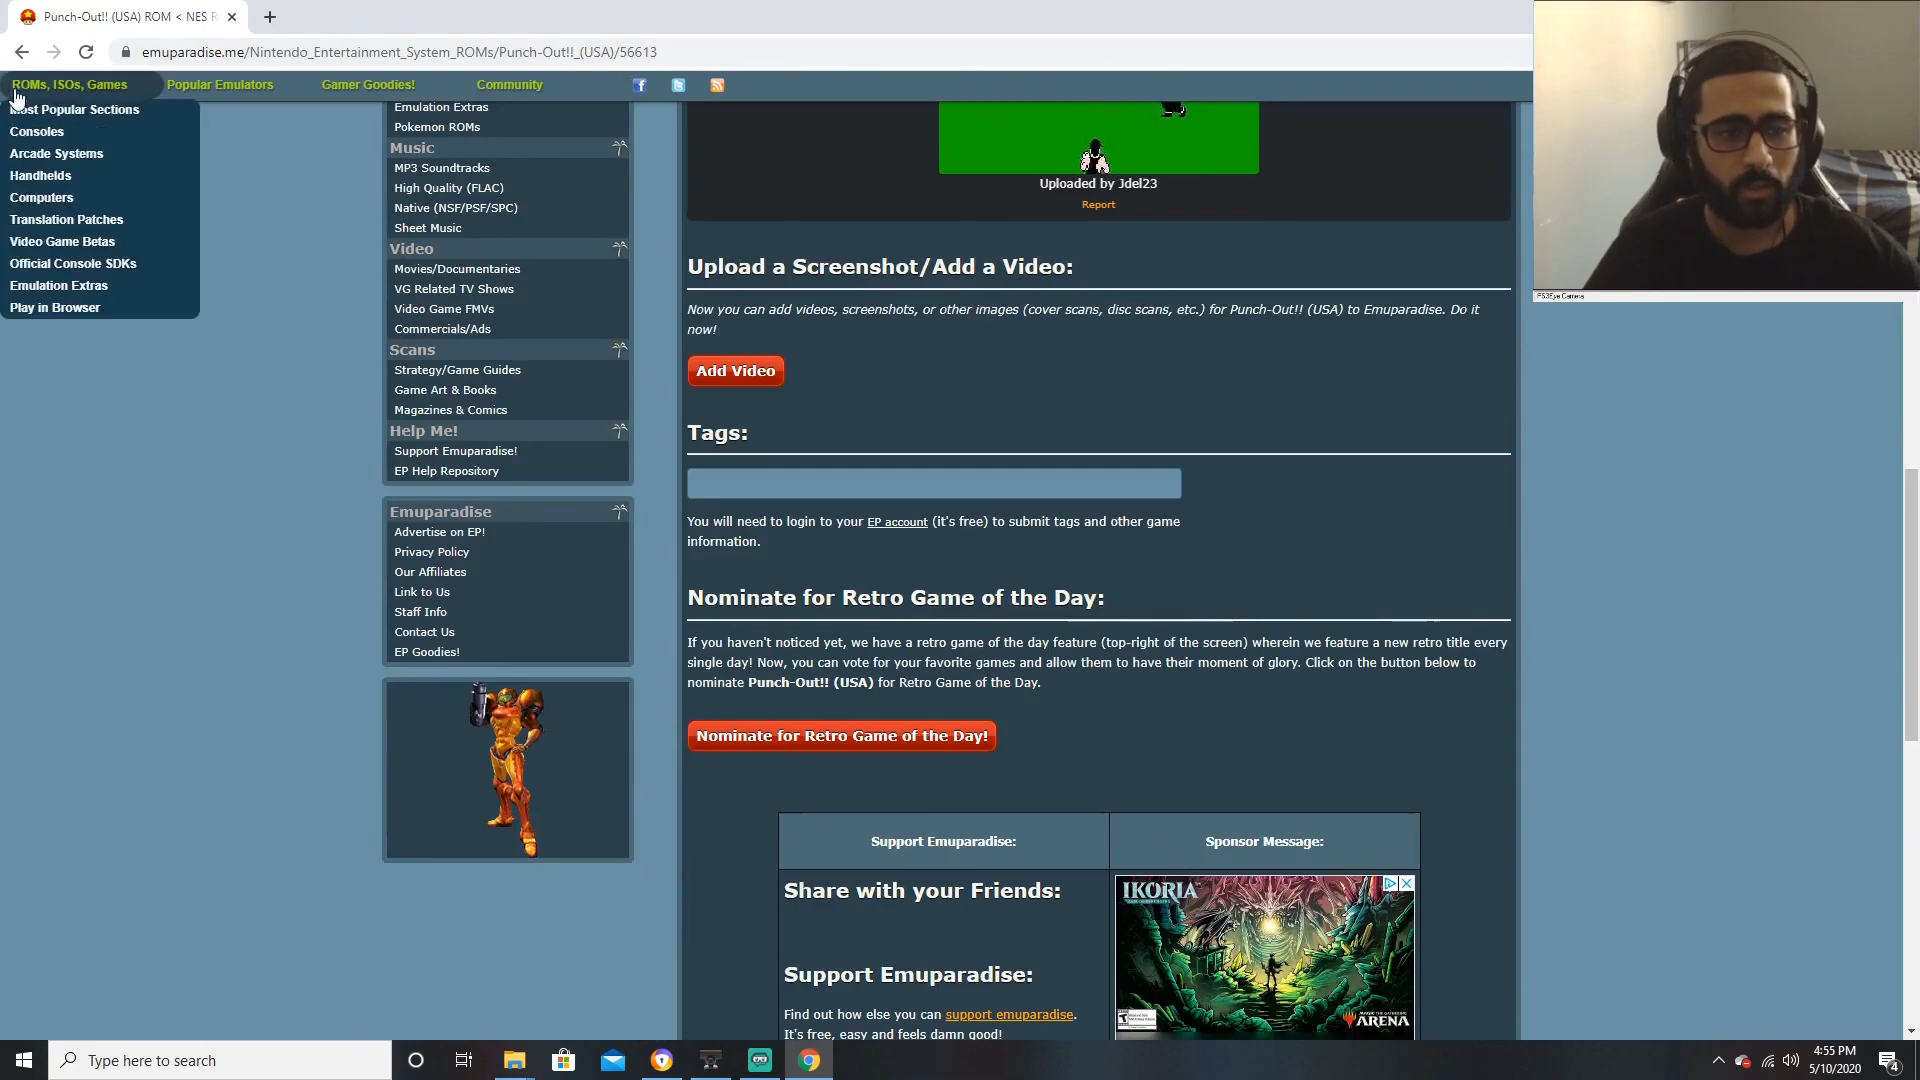 Punch-Out!! (USA) ROM < NES R
emuparadise.me/Nintendo_Entertainment_System_ROMs/Punch-Out!!_(USA)/56613
ROMs, ISOs, Games
Popular Emulators
Gamer Goodies!
Community
Most Popular Sections
Consoles
Arcade Systems
Handhelds
Computers
Translation Patches
Video Game Betas
Official Console SDKs
Emulation Extras
Play in Browser
Emulation Extras
Pokemon ROMs
Music
MP3 Soundtracks
High Quality (FLAC)
Native (NSF/PSF/SPC)
Sheet Music
Video
Movies/Documentaries
VG Related TV Shows
Video Game FMVs
Commercials/Ads
Scans
Strategy/Game Guides
Game Art & Books
Magazines & Comics
Help Me!
Support Emuparadise!
EP Help Repository
Emuparadise
Advertise on EP!
Privacy Policy
Our Affiliates
Link to Us
Staff Info
Contact Us
EP Goodies!
Uploaded by Jdel23
Report
Upload a Screenshot/Add a Video:
Now you can add videos, screenshots, or other images (cover scans, disc scans, etc.) for Punch-Out!! (USA) to Emuparadise. Do it
now!
Add Video
Tags:
You will need to login to your EP account (it's free) to submit tags and other game
information.
Nominate for Retro Game of the Day:
If you haven't noticed yet, we have a retro game of the day feature (top-right of the screen) wherein we feature a new retro title every
single day! Now, you can vote for your favorite games and allow them to have their moment of glory. Click on the button below to
nominate Punch-Out!! (USA) for Retro Game of the Day.
Nominate for Retro Game of the Day!
Support Emuparadise:
Sponsor Message:
Share with your Friends:
Support Emuparadise:
Find out how else you can support emuparadise.
It's free, easy and feels damn good!
IKORIA
MAGIC THE GATHERING
ARENA
PS3Eye Camera
Type here to search
4:55 PM
5/10/2020
4